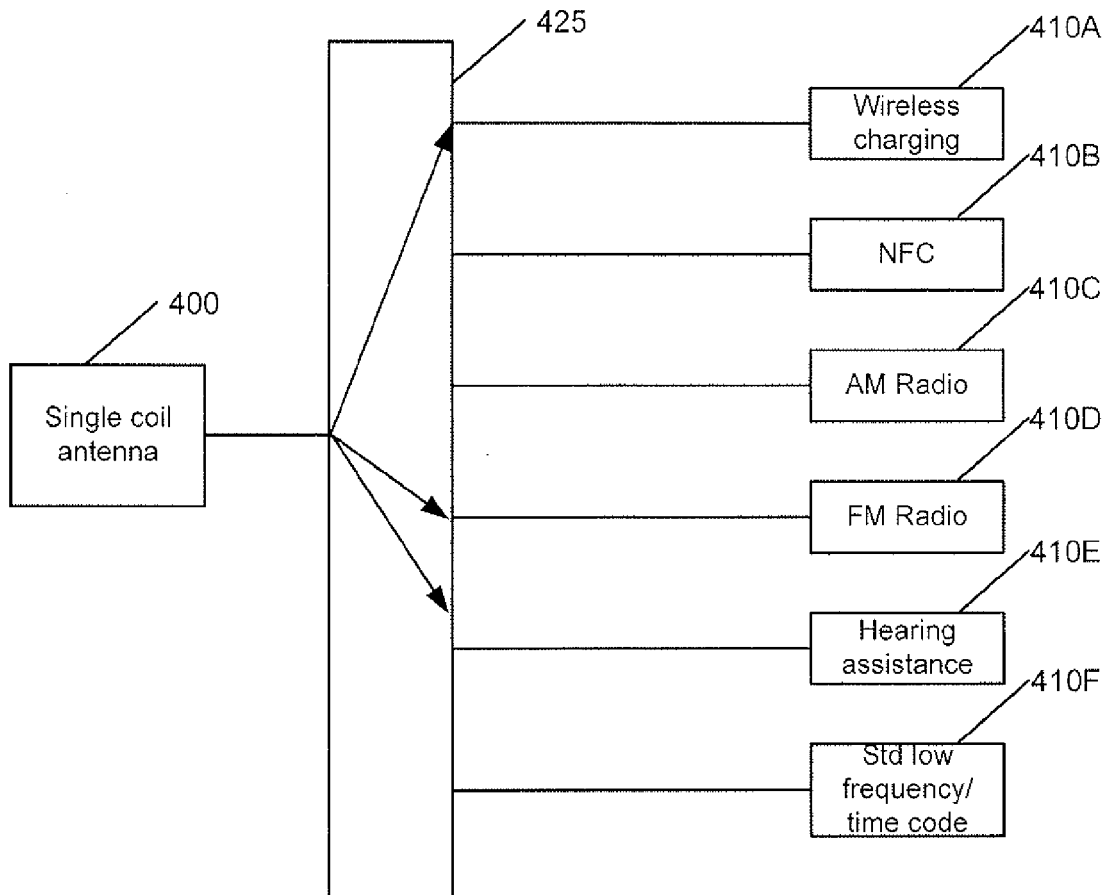 425
410A
Wireless
charging
410B
NFC
400
410C
Single coil
antenna
AM Radio
410D
FM Radio
410E
Hearing
assistance
410F
Std low
frequency/
time code